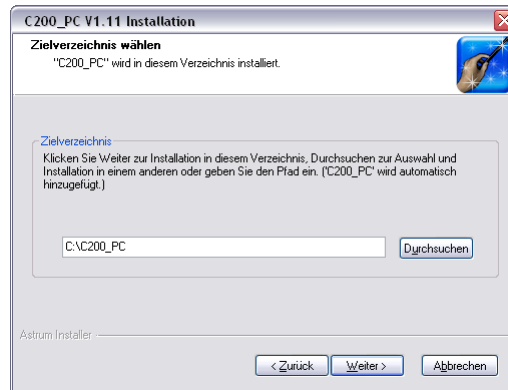 C200_PC V1.11 Installation
Zielverzeichnis wählen
"C200_PC" wird in diesem Verzeichnis installiert.
Zielverzeichnis
Klicken Sie Weiter zur Installation in diesem Verzeichnis, Durchsuchen zur Auswahl und
Installation in einem anderen oder geben Sie den Pfad ein. ('C200_PC' wird automatisch
hinzugefügt.)
C:\C200_PC
Durchsuchen
Astrum Installer
< Zurück
Weiter >
Abbrechen